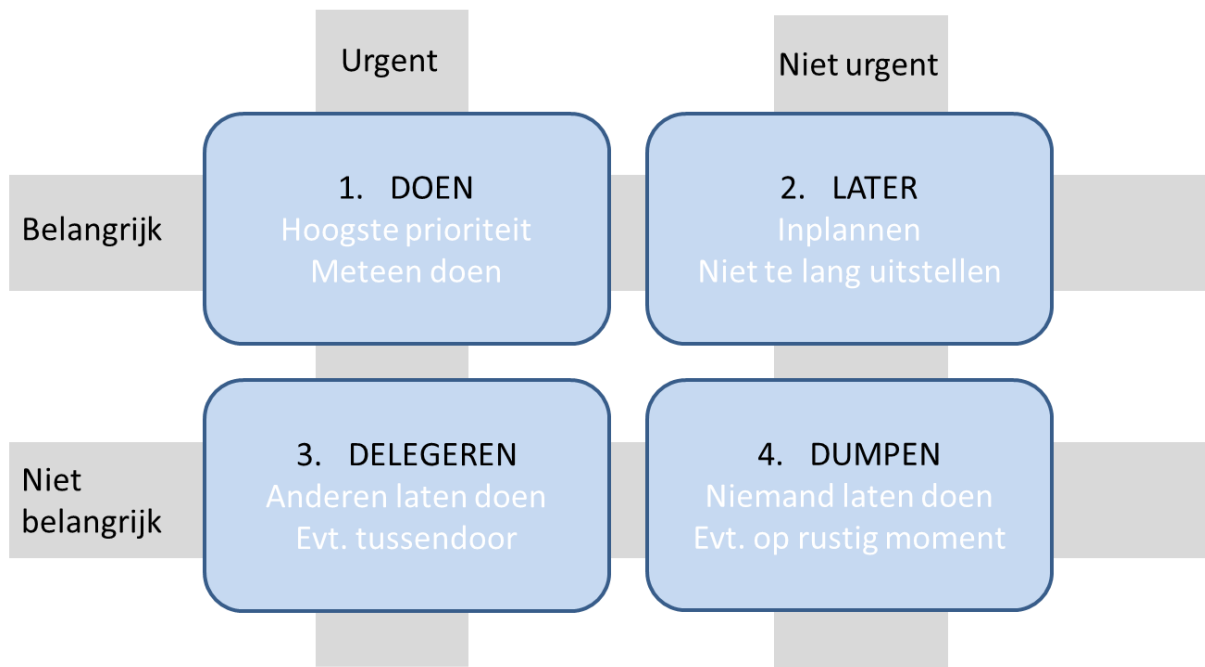 Urgent
Niet urgent
Belangrijk
1. DOEN
Hoogste prioriteit
Meteen doen
2. LATER
Inplannen
Niet te lang uitstellen
Niet
belangrijk
3. DELEGEREN
Anderen laten doen
Evt. tussendoor
4. DUMPEN
Niemand laten doen
Evt. op rustig moment